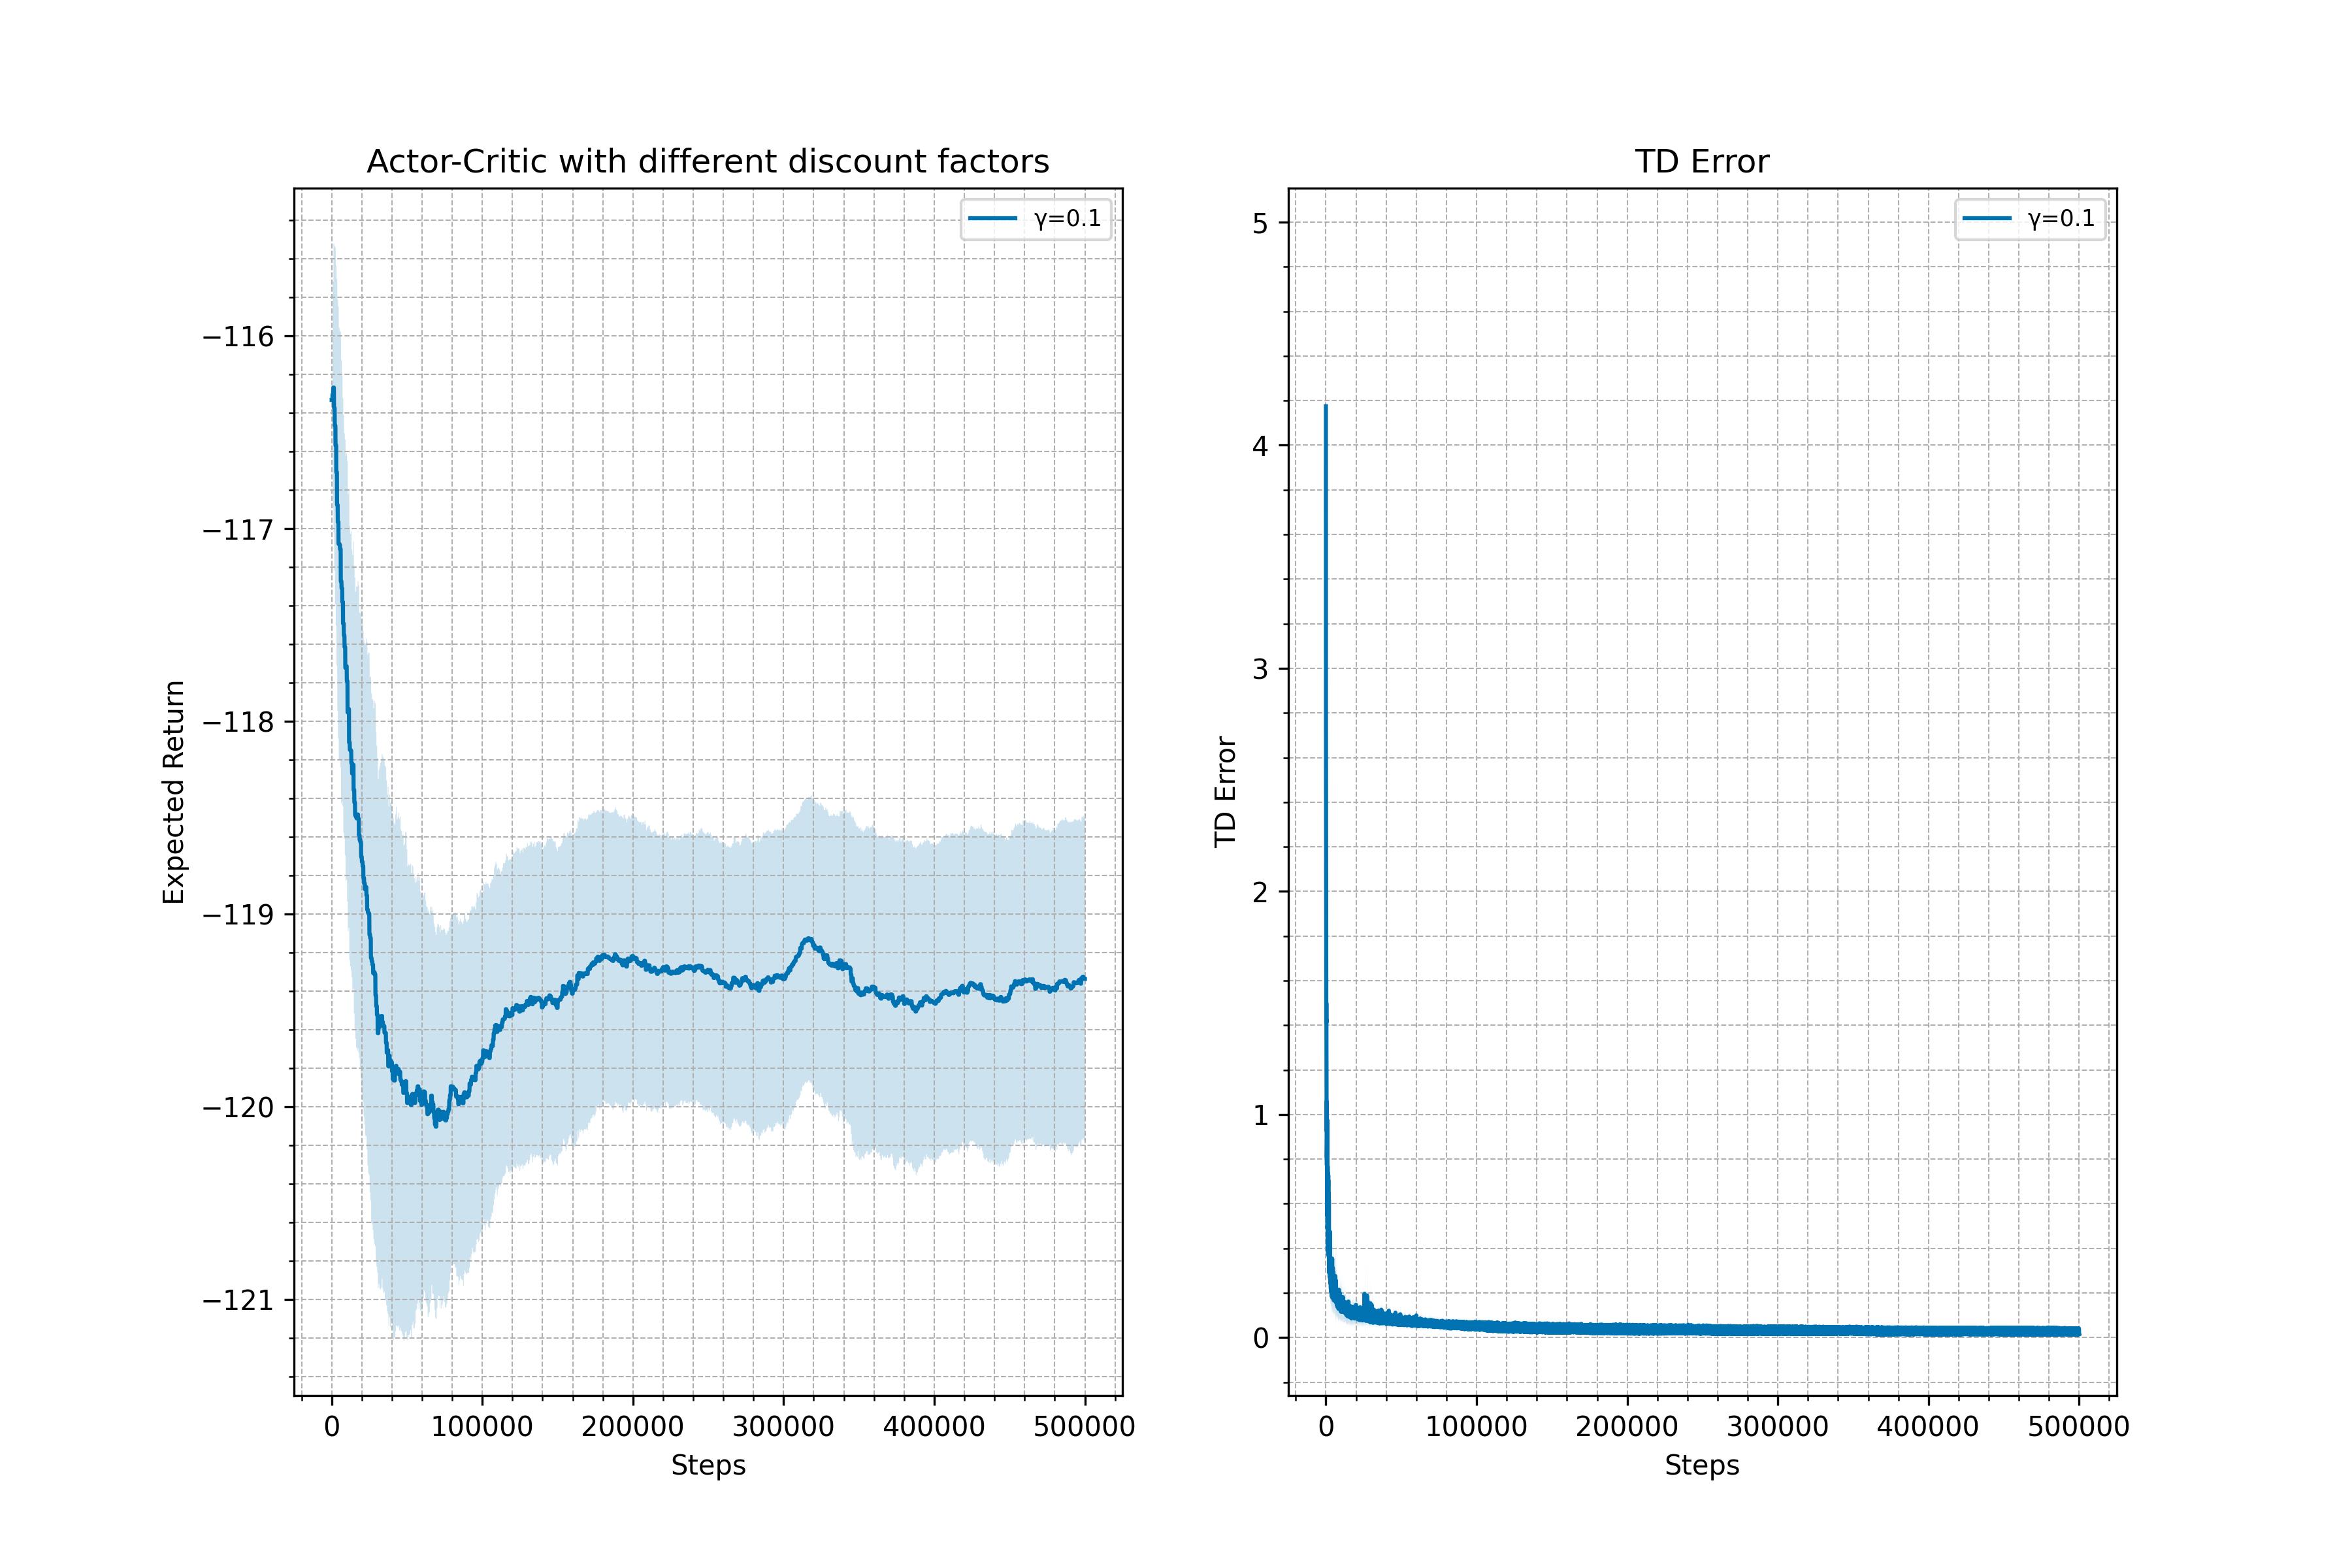 Actor-Critic with different discount factors
γ=0.1
−116
−117
−118
−119
−120
−121
Expected Return
0 100000 200000 300000 400000 500000
Steps
TD Error
γ=0.1
5
4
3
2
1
0
TD Error
0 100000 200000 300000 400000 500000
Steps